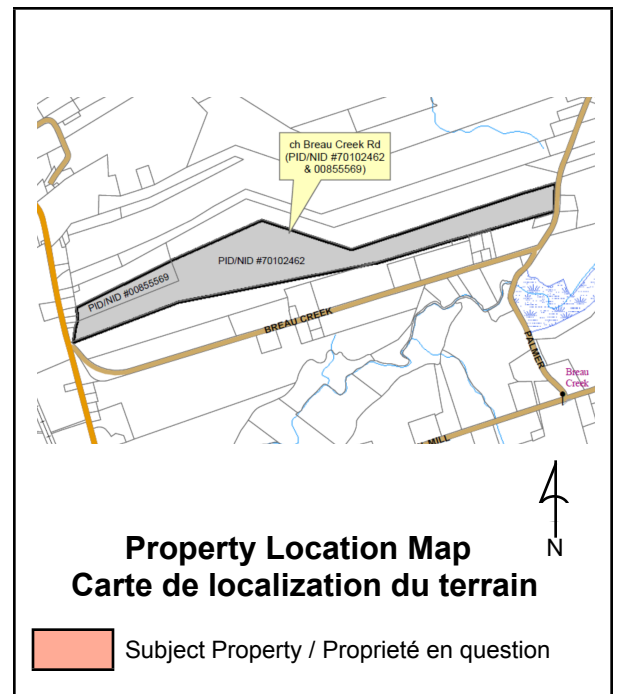 ch Breau Creek Rd
(PID/NID #70102462
& 00855569)
PID/NID #70102462
PID/NID #00855569
BREAU CREEK
PALMER
Breau
Creek
MILL
N
Property Location Map
Carte de localization du terrain
Subject Property / Proprieté en question